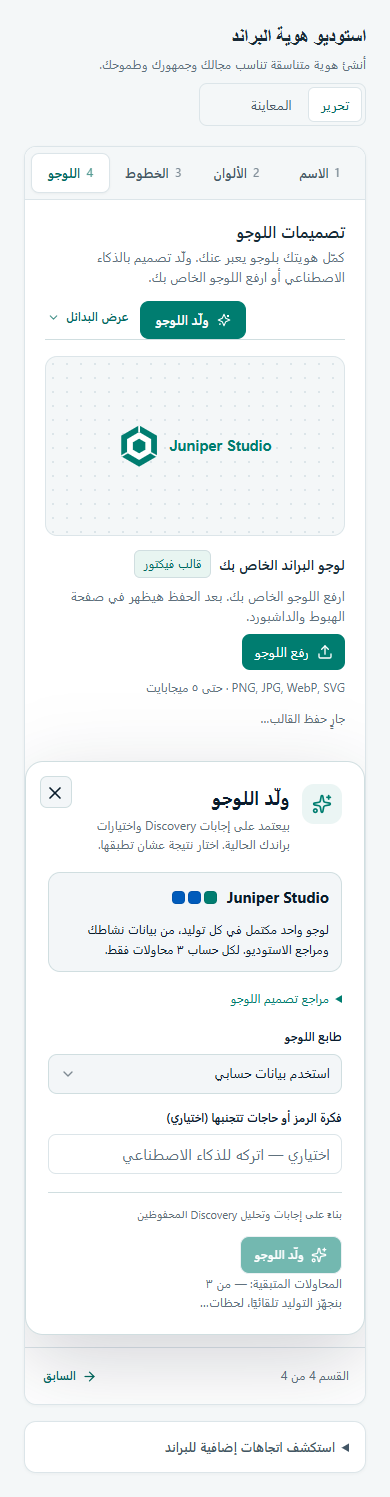 استوديو هوية البراند
أنشئ هوية متناسقة تناسب مجالك وجمهورك وطموحك.
تحرير
المعاينة
1 الاسم
2 الألوان
3 الخطوط
4 اللوجو
تصميمات اللوجو
كمّل هويتك بلوجو يعبر عنك. ولّد تصميم بالذكاء
الاصطناعي أو ارفع اللوجو الخاص بك.
ولّد اللوجو
عرض البدائل
Juniper Studio
لوجو البراند الخاص بك
قالب فيكتور
ارفع اللوجو الخاص بك. بعد الحفظ هيظهر في صفحة
الهبوط والداشبورد.
رفع اللوجو
PNG, JPG, WebP, SVG · حتى ٥ ميجابايت
جارٍ حفظ القالب...
ولّد اللوجو
بيعتمد على إجابات Discovery واختيارات
براندك الحالية. اختار نتيجة عشان تطبقها.
Juniper Studio
لوجو واحد مكتمل في كل توليد، من بيانات نشاطك
ومراجع الاستوديو. لكل حساب ٣ محاولات فقط.
مراجع تصميم اللوجو
طابع اللوجو
استخدم بيانات حسابي
فكرة الرمز أو حاجات تتجنبها (اختياري)
اختياري — اتركه للذكاء الاصطناعي
بناءً على إجابات وتحليل Discovery المحفوظين
ولّد اللوجو
المحاولات المتبقية: — من ٣
بنجهّز التوليد تلقائيًا، لحظات...
القسم 4 من 4
السابق
استكشف اتجاهات إضافية للبراند